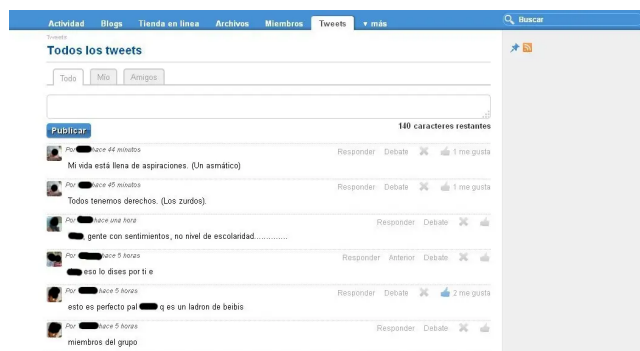 Actividad Blogs Tienda en línea Archivos Miembros Tweets ▼ más Buscar
Tweets
Todos los tweets
Todo Mío Amigos
Publicar 140 caracteres restantes
Por hace 44 minutos Responder Debate 1 me gusta
Mi vida está llena de aspiraciones. (Un asmático)
Por hace 45 minutos Responder Debate 1 me gusta
Todos tenemos derechos. (Los zurdos).
Por hace una hora Responder Debate
, gente con sentimientos, no nivel de escolaridad..............
Por hace 5 horas Responder Anterior Debate
eso lo dises por ti e
Por hace 5 horas Responder Debate 2 me gusta
esto es perfecto pal q es un ladron de beibis
Por hace 5 horas Responder Debate
miembros del grupo